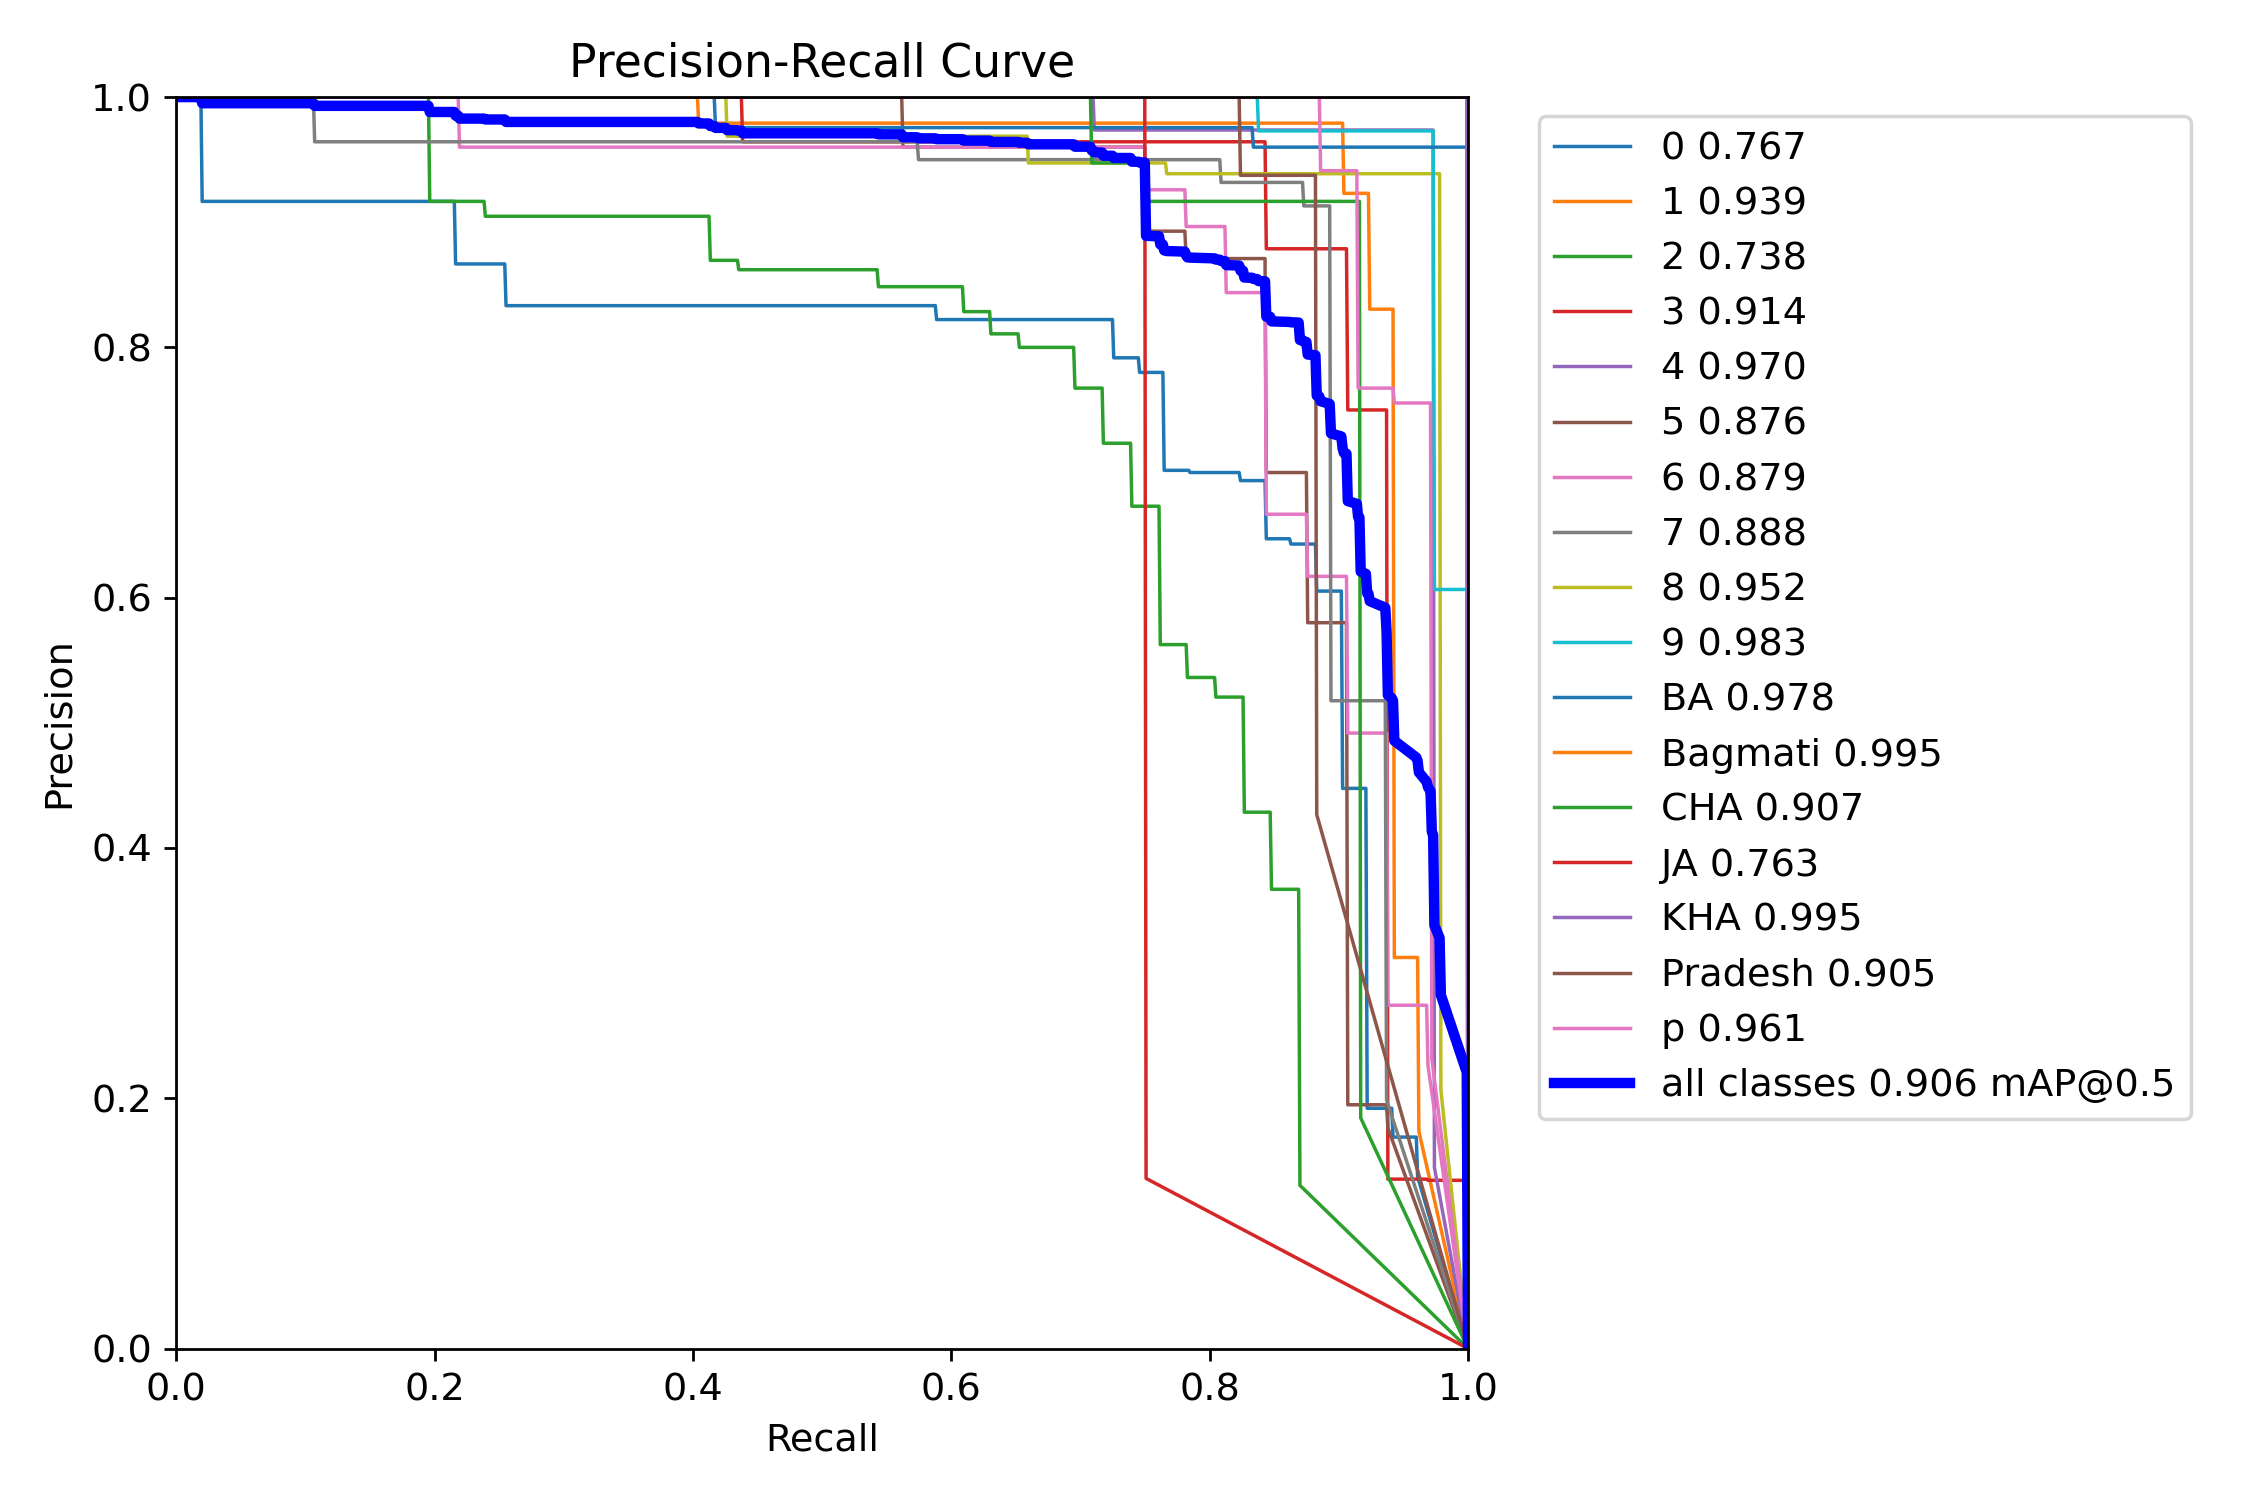 Precision-Recall Curve
1.0
0.8
0.6
0.4
0.2
0.0
Precision
0.0 0.2 0.4 0.6 0.8 1.0
Recall
0 0.767
1 0.939
2 0.738
3 0.914
4 0.970
5 0.876
6 0.879
7 0.888
8 0.952
9 0.983
BA 0.978
Bagmati 0.995
CHA 0.907
JA 0.763
KHA 0.995
Pradesh 0.905
p 0.961
all classes 0.906 mAP@0.5